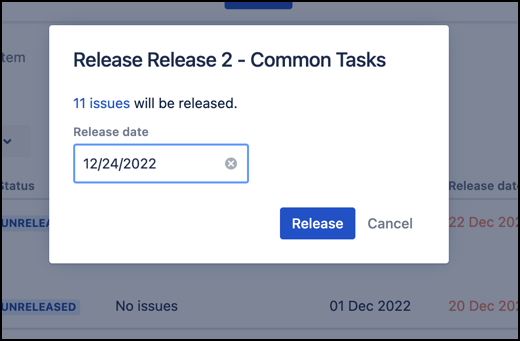 tem
Release Release 2 - Common Tasks
11 issues will be released.
Release date
12/24/2022
Status
Release date
Release
Cancel
UNRELEA
22 Dec 202
UNRELEASED
No issues
01 Dec 2022
20 Dec 202